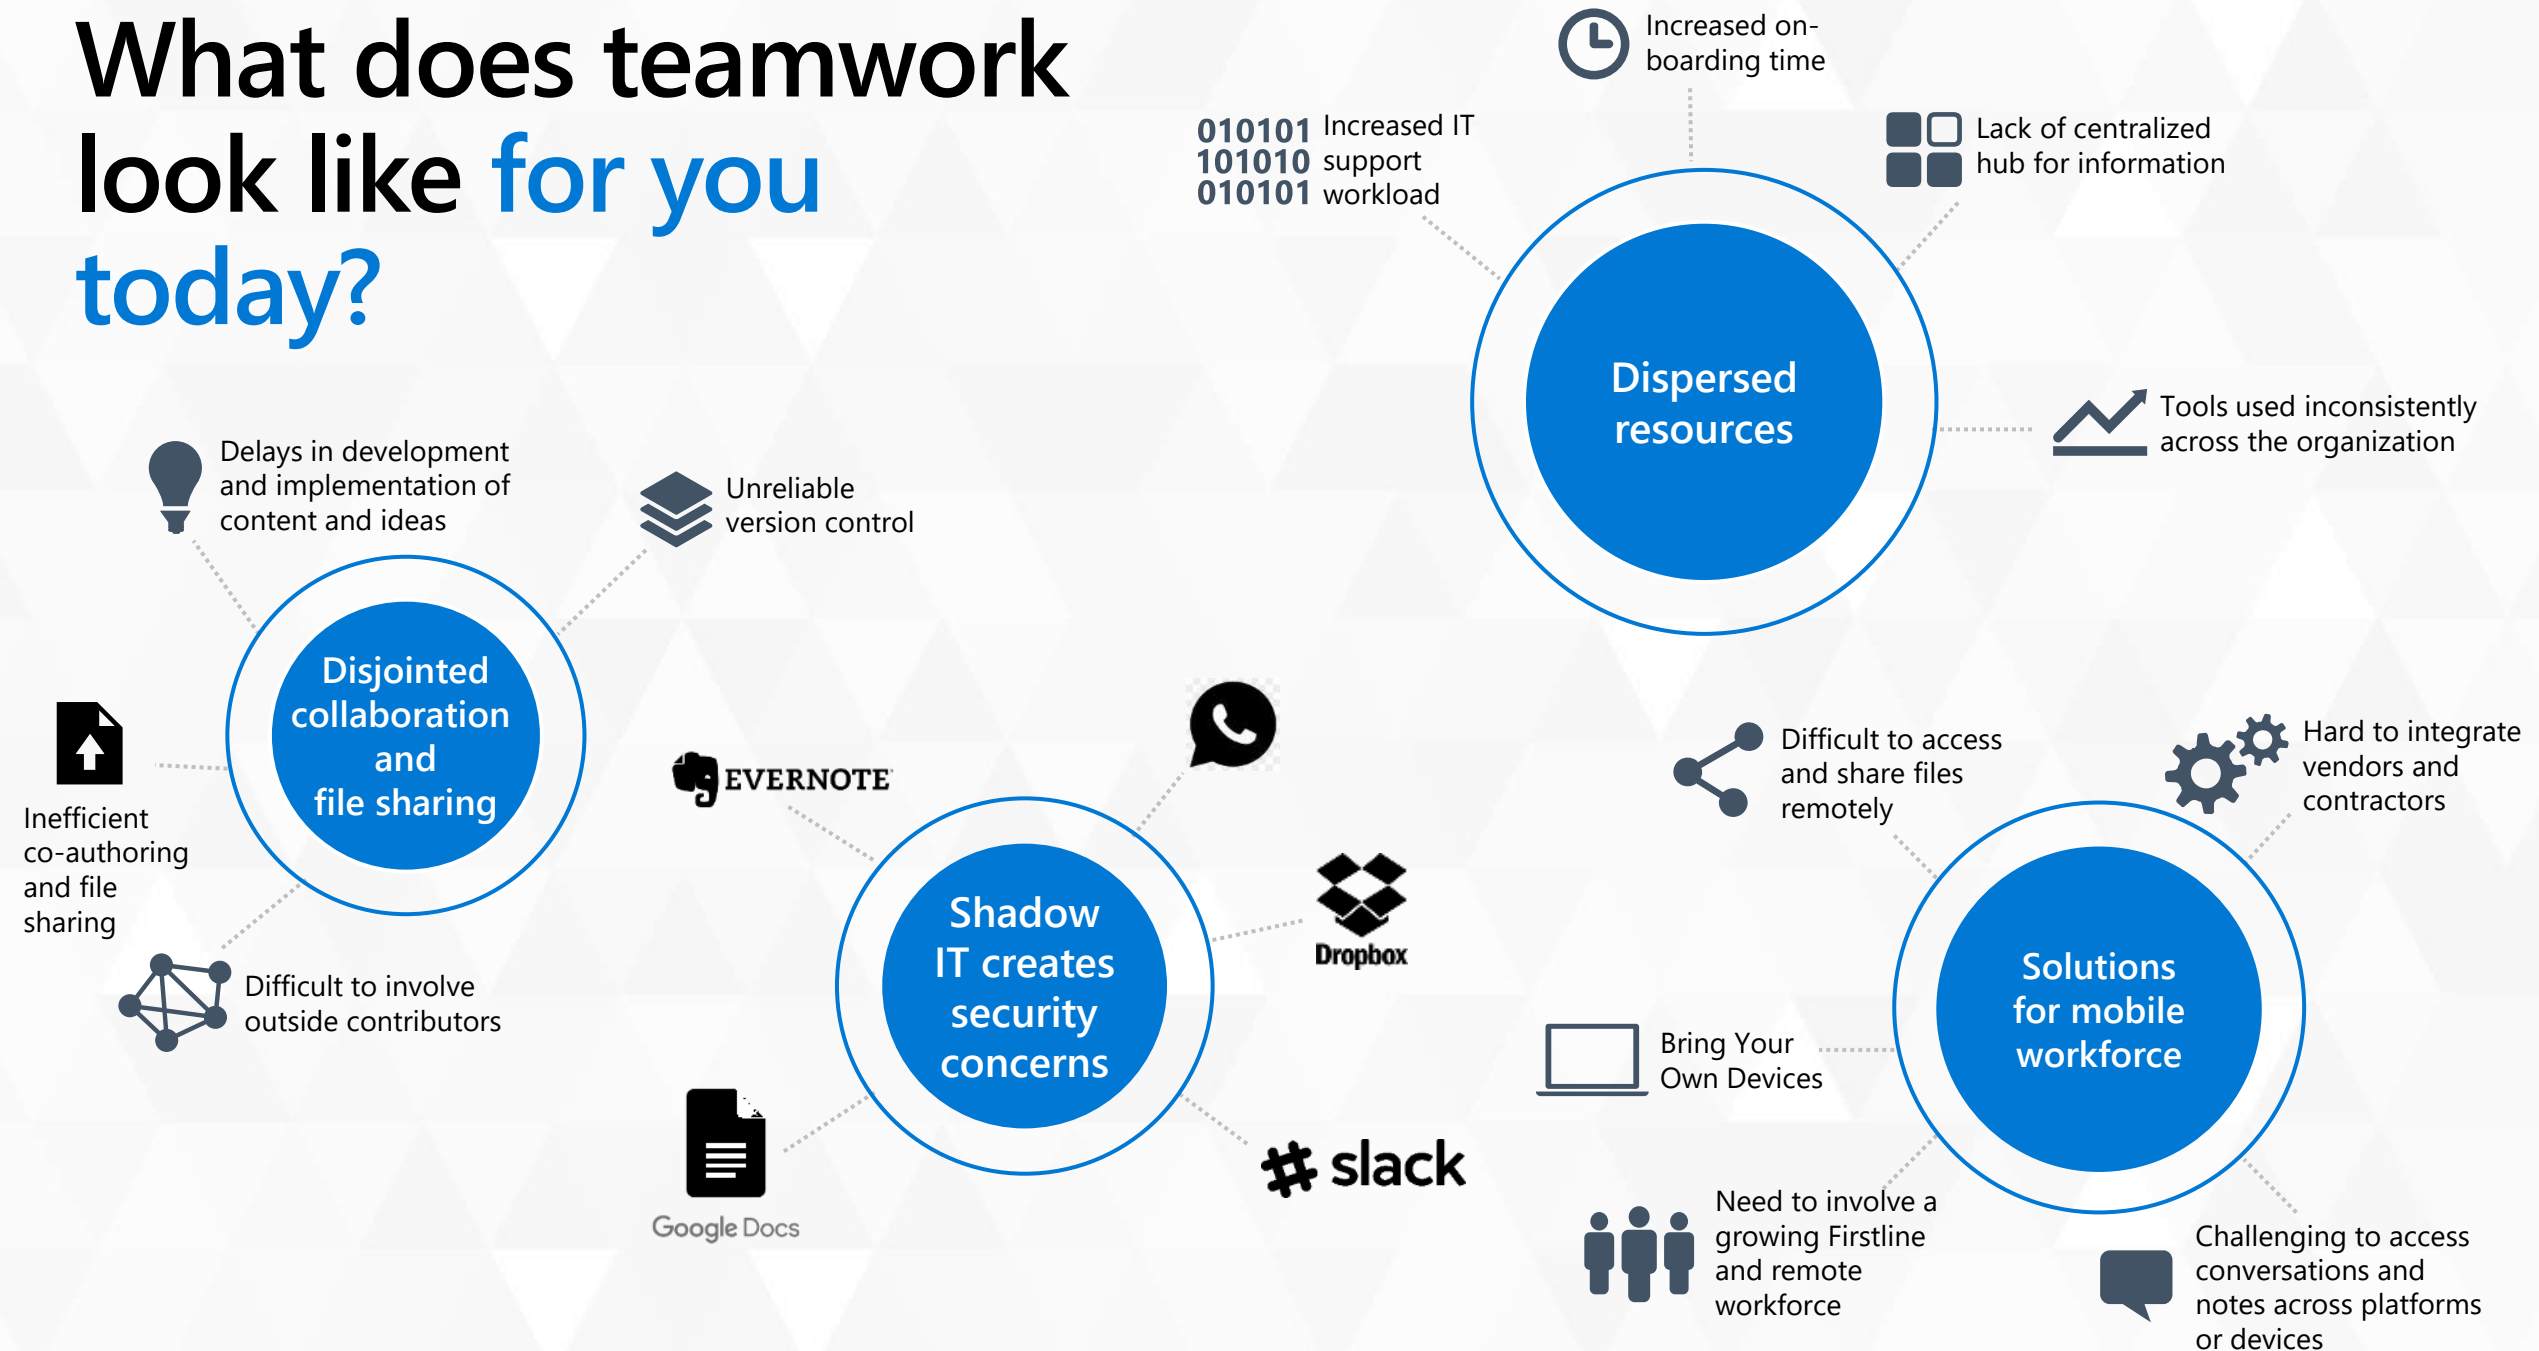 What does teamwork
look like for you
today?
Increased on-
boarding time
010101
101010
010101
Increased IT
support
workload
Lack of centralized
hub for information
Dispersed
resources
Tools used inconsistently
across the organization
Delays in development
and implementation of
content and ideas
Unreliable
version control
Disjointed
collaboration
and
file sharing
Inefficient
co-authoring
and file
sharing
Difficult to involve
outside contributors
EVERNOTE
Dropbox
Shadow
IT creates
security
concerns
Google Docs
slack
Difficult to access
and share files
remotely
Hard to integrate
vendors and
contractors
Solutions
for mobile
workforce
Bring Your
Own Devices
Need to involve a
growing Firstline
and remote
workforce
Challenging to access
conversations and
notes across platforms
or devices